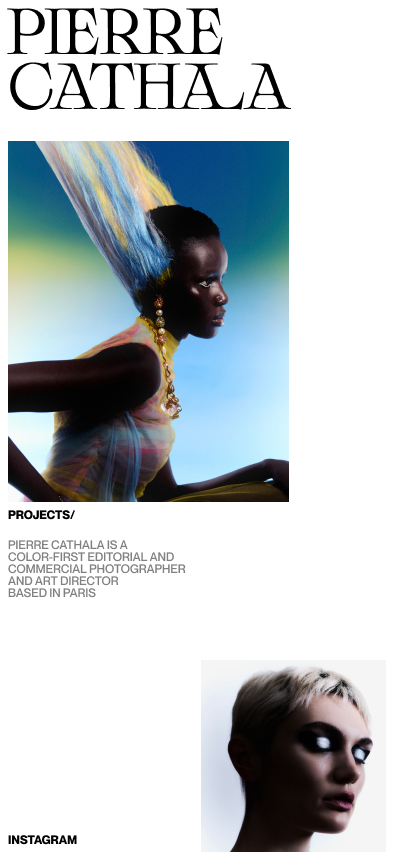 PIERRE
CATHALA
PROJECTS/
PIERRE CATHALA IS A
COLOR-FIRST EDITORIAL AND
COMMERCIAL PHOTOGRAPHER
AND ART DIRECTOR
BASED IN PARIS
INSTAGRAM